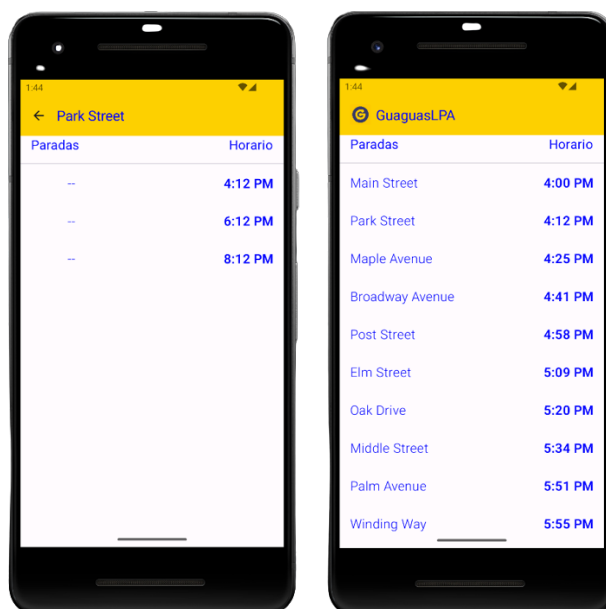 1:44
Park Street
Paradas Horario
-- 4:12 PM
-- 6:12 PM
-- 8:12 PM
1:44
GuaguasLPA
Paradas Horario
Main Street 4:00 PM
Park Street 4:12 PM
Maple Avenue 4:25 PM
Broadway Avenue 4:41 PM
Post Street 4:58 PM
Elm Street 5:09 PM
Oak Drive 5:20 PM
Middle Street 5:34 PM
Palm Avenue 5:51 PM
Winding Way 5:55 PM